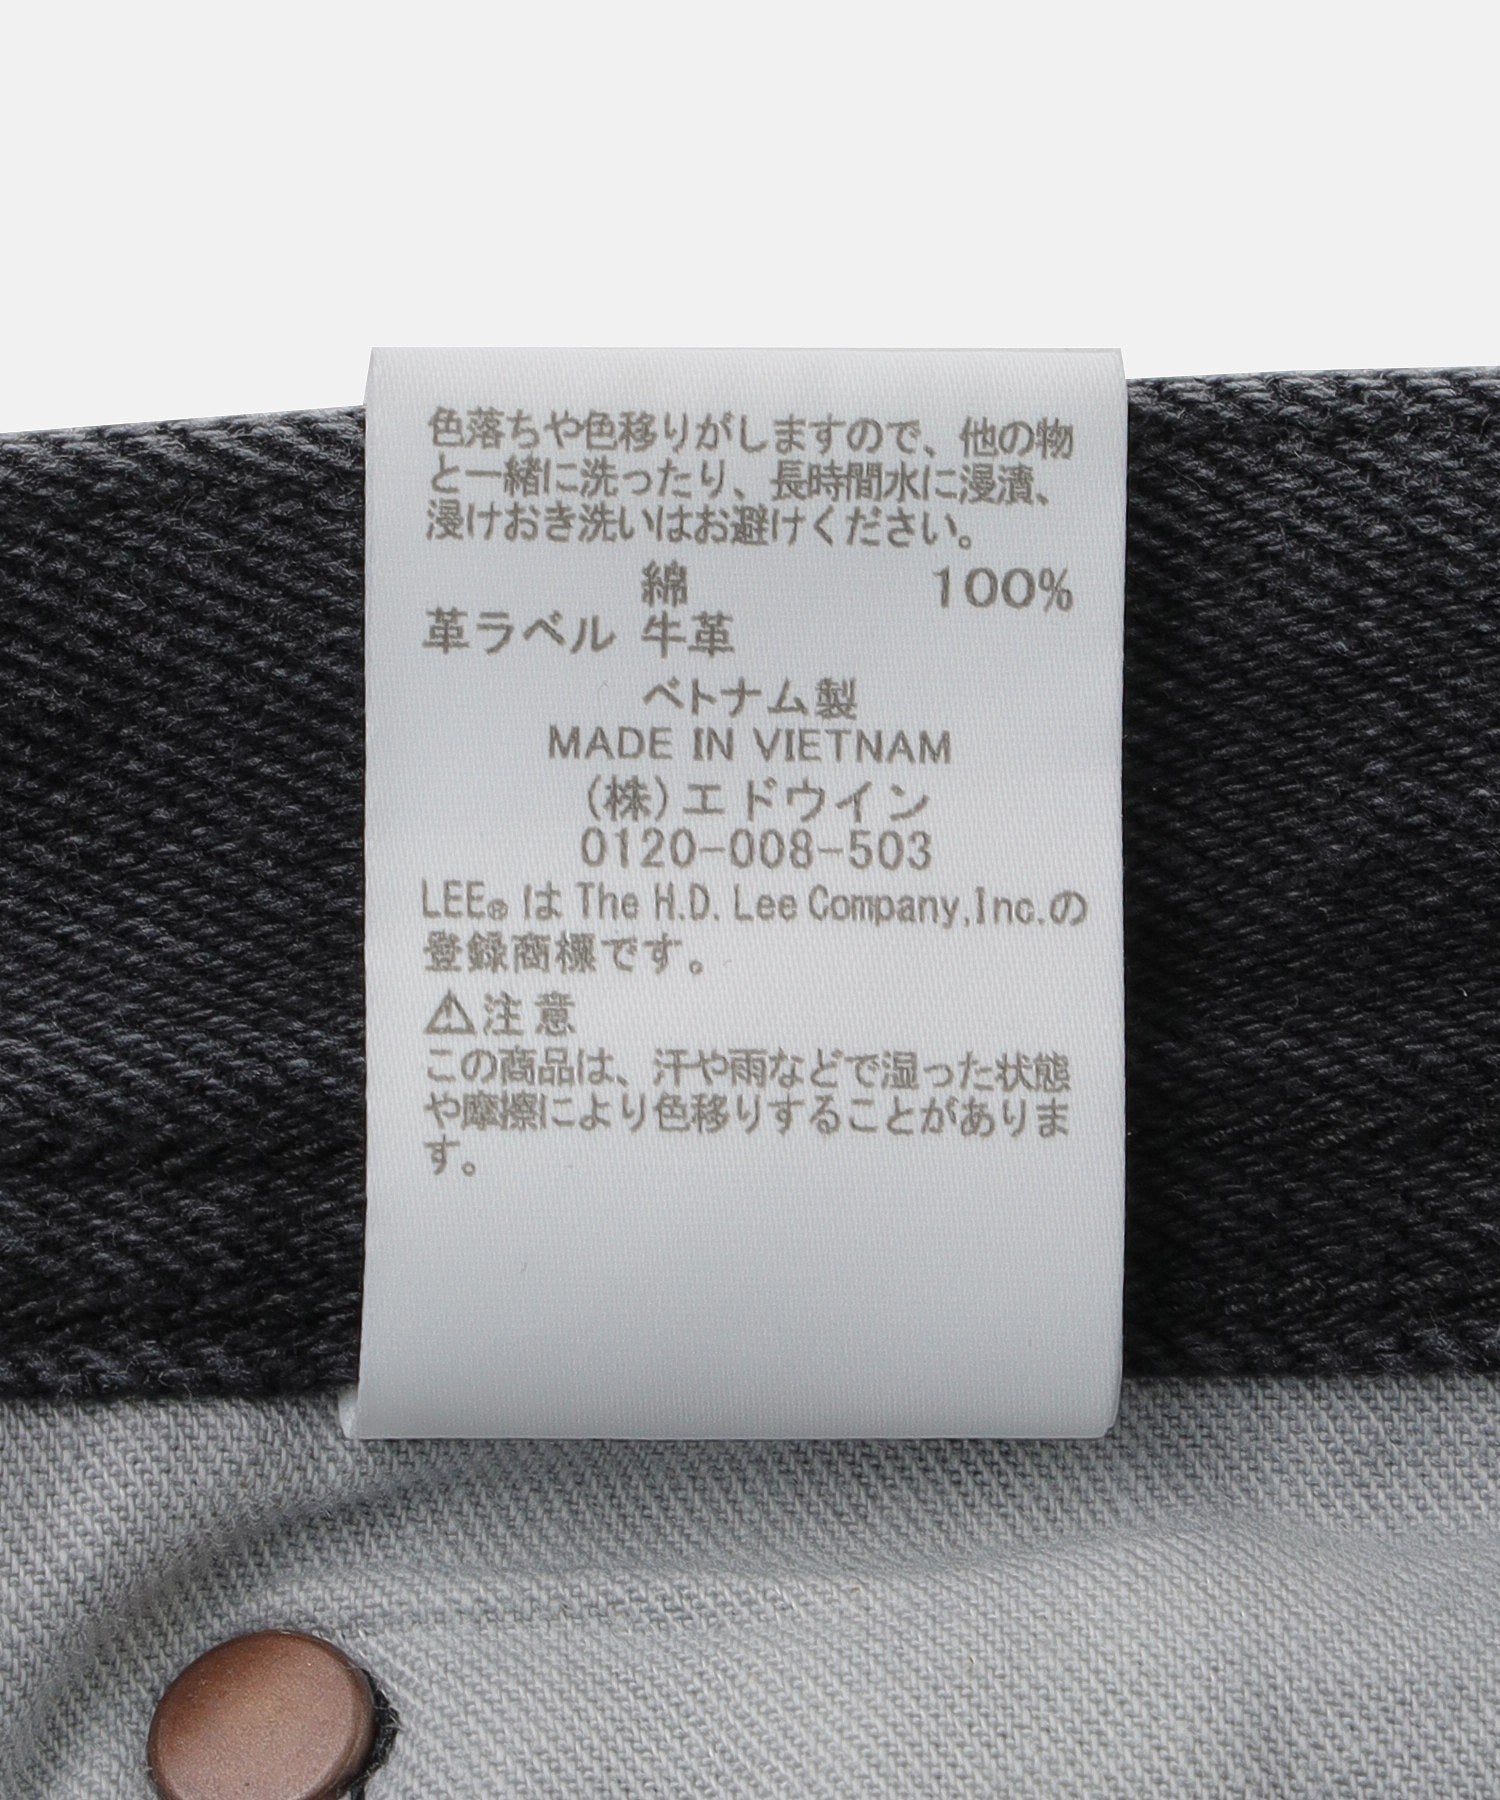 色落ちや色移りがしますので、他の物
と一緒に洗ったり、長時間水に浸漬、
浸けおき洗いはお避けください。
綿 100%
革ラベル 牛革
ベトナム製
MADE IN VIETNAM
(株)エドウイン
0120-008-503
LEE®は The H.D. Lee Company,Inc.の
登録商標です。
⚠注意
この商品は、汗や雨などで湿った状態
や摩擦により色移りすることがありま
す。